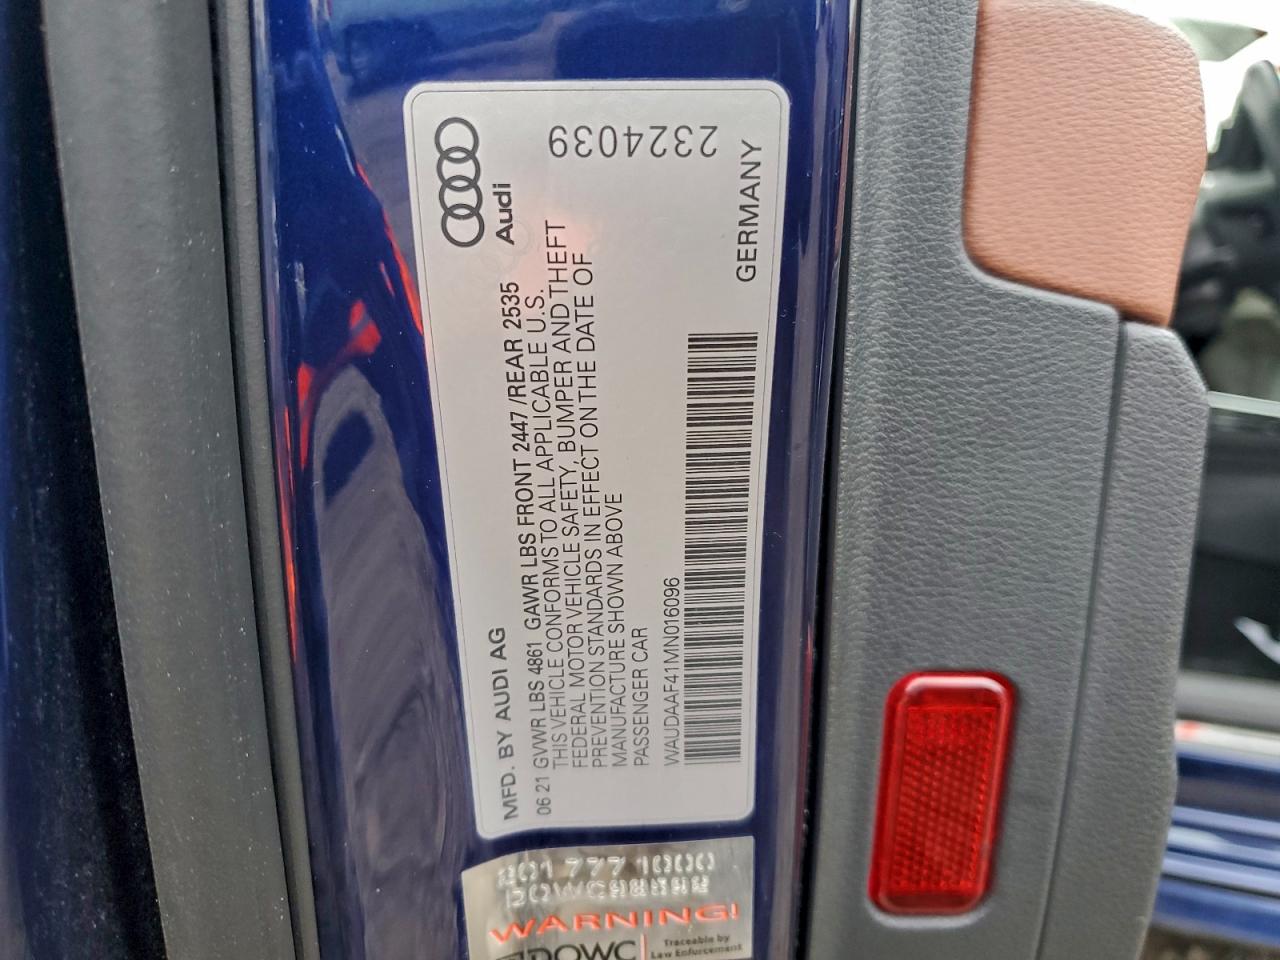 Audi
2324039
MFD. BY AUDI AG
06 21 GVWR LBS 4861 GAWR LBS FRONT 2447 /REAR 2535
THIS VEHICLE CONFORMS TO ALL APPLICABLE U.S.
FEDERAL MOTOR VEHICLE SAFETY, BUMPER AND THEFT
PREVENTION STANDARDS IN EFFECT ON THE DATE OF
MANUFACTURE SHOWN ABOVE
PASSENGER CAR
WAUDAAF41MN016096
GERMANY
WARNING!
DOWC
Traceable by
Law Enforcement